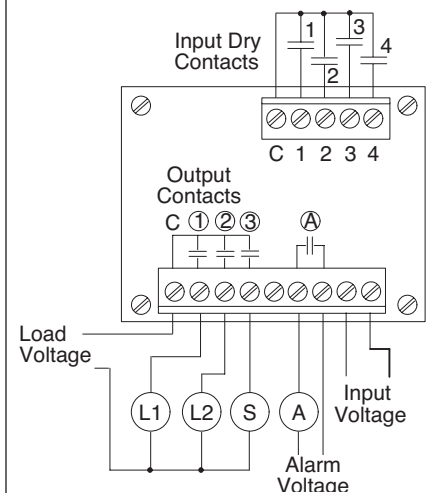 Input Dry
Contacts
1
2
3
4
C 1 2 3 4
Output
Contacts
C 1 2 3
A
Load
Voltage
L1 L2 S A
Input
Voltage
Alarm
Voltage